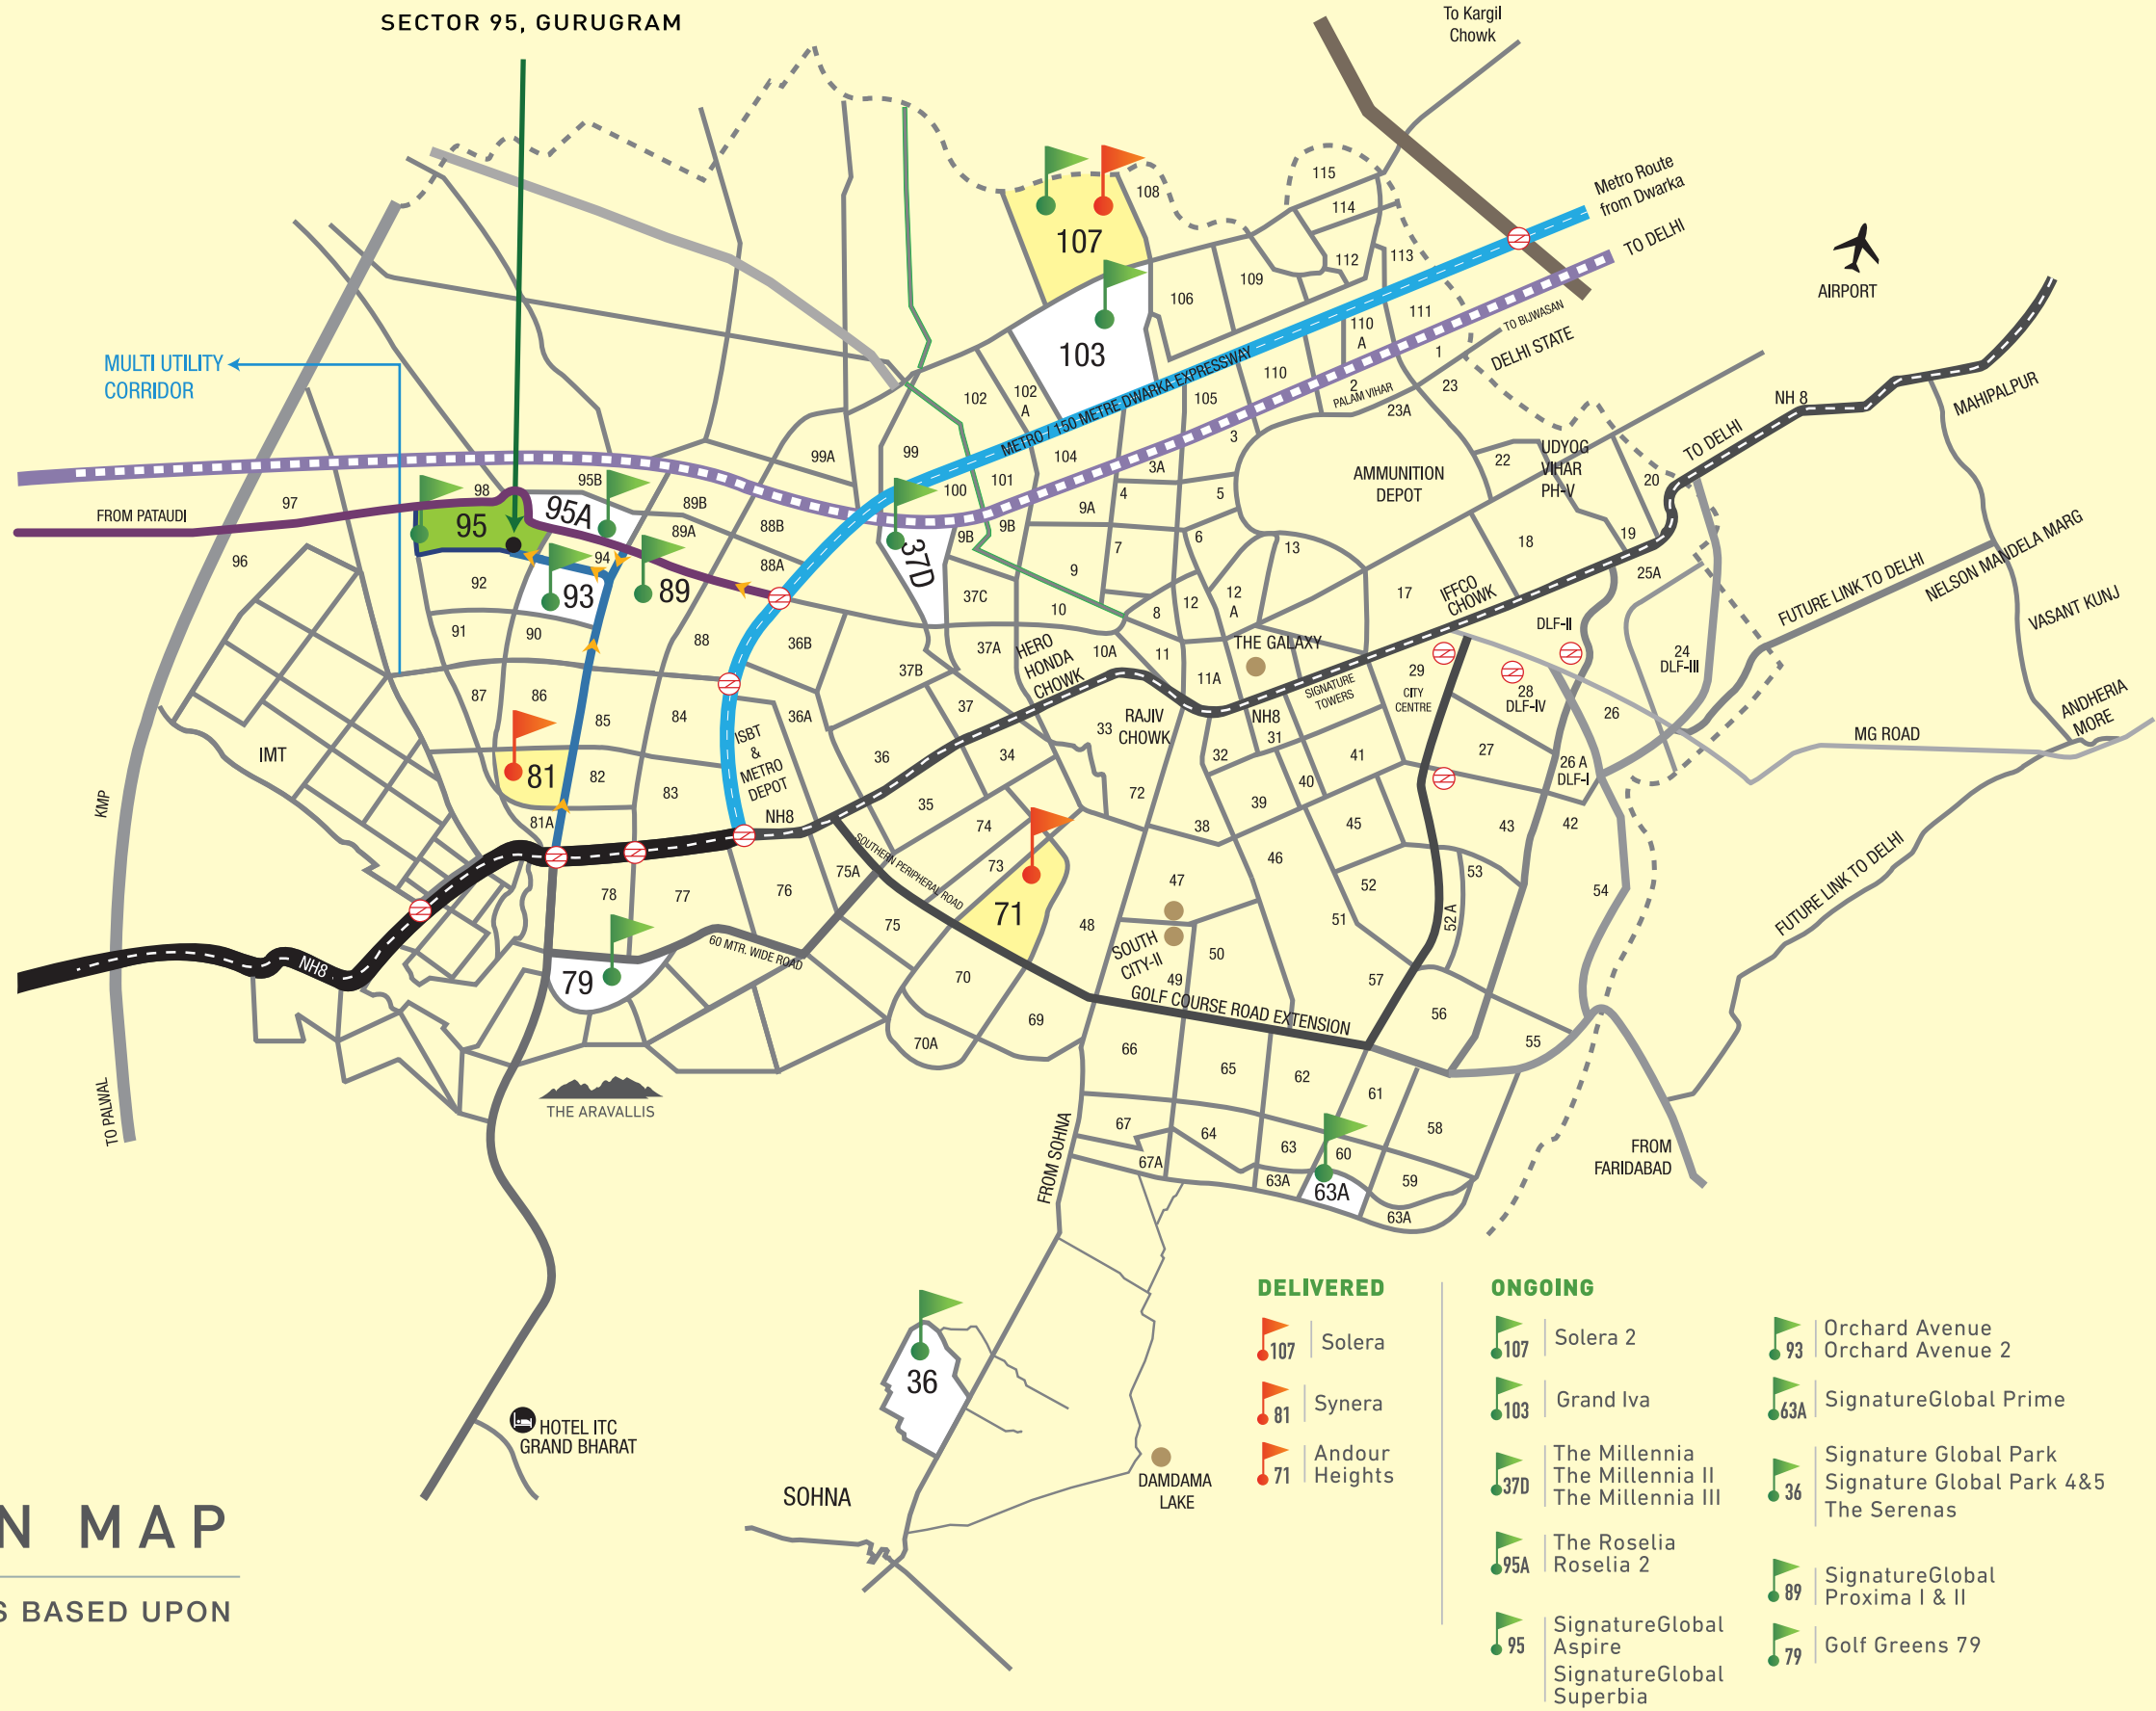 SECTOR 95, GURUGRAM
To Kargil
Chowk
Metro Route
from Dwarka
TO DELHI
AIRPORT
MULTI UTILITY
CORRIDOR
115
114
108
107
112
113
109
106
103
111
110
A
TO BIJWASAN
DELHI STATE
1
110
2
PALAM VIHAR
23
23A
METRO / 150 METRE DWARKA EXPRESSWAY
102
102
A
105
3
NH 8
MAHIPALPUR
TO DELHI
99A
99
104
3A
101
100
AMMUNITION
DEPOT
22
UDYOG
VIHAR
PH-V
20
97
98
95B
FROM PATAUDI
95
95A
89B
89A
88B
88A
4
5
9A
9B
9B
6
7
19
18
13
96
94
92
93
89
37D
37C
9
10
8
12
12
A
17
IFFCO
CHOWK
25A
FUTURE LINK TO DELHI
NELSON MANDELA MARG
VASANT KUNJ
91
90
88
36B
37B
37A
HERO
HONDA
CHOWK
10A
11
11A
THE GALAXY
DLF-II
24
DLF-III
29
CITY
CENTRE
28
DLF-IV
26
87
86
85
84
36A
37
33
RAJIV
CHOWK
NH8
31
32
SIGNATURE
TOWERS
ANDHERIA
MORE
MG ROAD
IMT
ISBT
&
METRO
DEPOT
36
34
41
27
26 A
DLF-I
81
82
83
72
40
39
KMP
81A
NH8
35
74
38
45
43
42
SOUTHERN PERIPHERAL ROAD
73
46
75A
47
52
53
54
78
77
76
75
71
48
51
52 A
FUTURE LINK TO DELHI
60 MTR. WIDE ROAD
SOUTH
CITY-II
50
49
NH8
79
70
57
GOLF COURSE ROAD EXTENSION
56
69
70A
66
55
65
62
61
TO PALWAL
THE ARAVALLIS
FROM SOHNA
67
64
63
60
58
FROM
FARIDABAD
67A
63A
63A
59
63A
36
HOTEL ITC
GRAND BHARAT
SOHNA
DAMDAMA
LAKE
N MAP
S BASED UPON
DELIVERED
107
Solera
81
Synera
71
Andour
Heights
ONGOING
107
Solera 2
103
Grand Iva
37D
The Millennia
The Millennia II
The Millennia III
95A
The Roselia
Roselia 2
95
SignatureGlobal
Aspire
SignatureGlobal
Superbia
93
Orchard Avenue
Orchard Avenue 2
63A
SignatureGlobal Prime
36
Signature Global Park
Signature Global Park 4&5
The Serenas
89
SignatureGlobal
Proxima I & II
79
Golf Greens 79